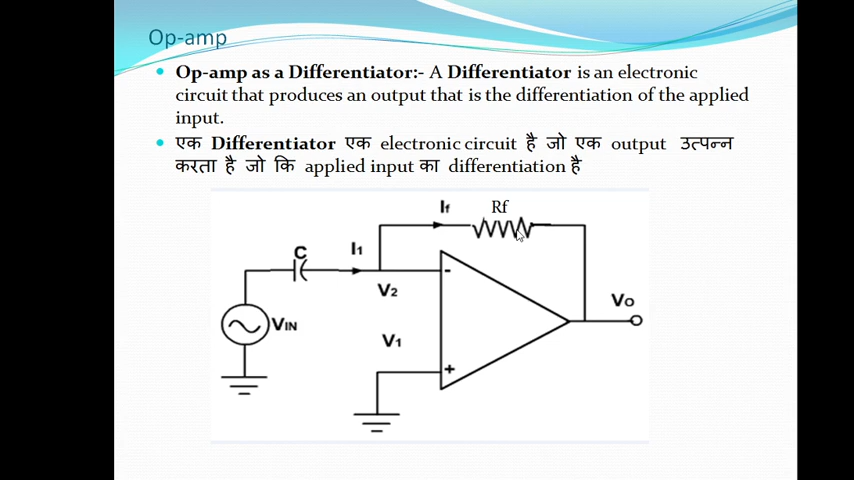 Op-amp
Op-amp as a Differentiator:- A Differentiator is an electronic
circuit that produces an output that is the differentiation of the applied
input.
एक Differentiator एक electronic circuit है जो एक output उत्पन्न
करता है जो कि applied input का differentiation है
If Rf
C I1
V2
-
VIN
V1
Vo
+